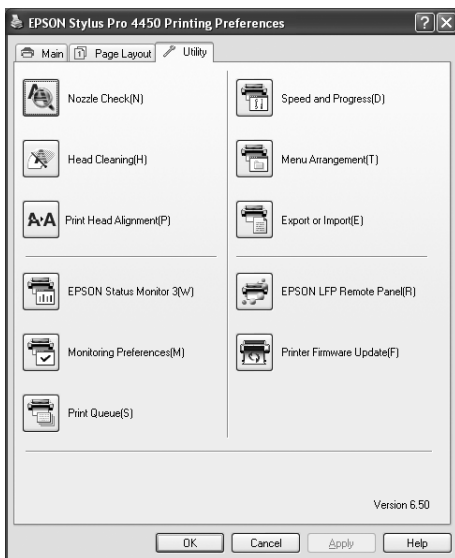 EPSON Stylus Pro 4450 Printing Preferences
Main Page Layout Utility
Nozzle Check(N)
Speed and Progress(D)
Head Cleaning(H)
Menu Arrangement(T)
A·A Print Head Alignment(P)
Export or Import(E)
EPSON Status Monitor 3(W)
EPSON LFP Remote Panel(R)
Monitoring Preferences(M)
Printer Firmware Update(F)
Print Queue(S)
Version 6.50
OK Cancel Apply Help